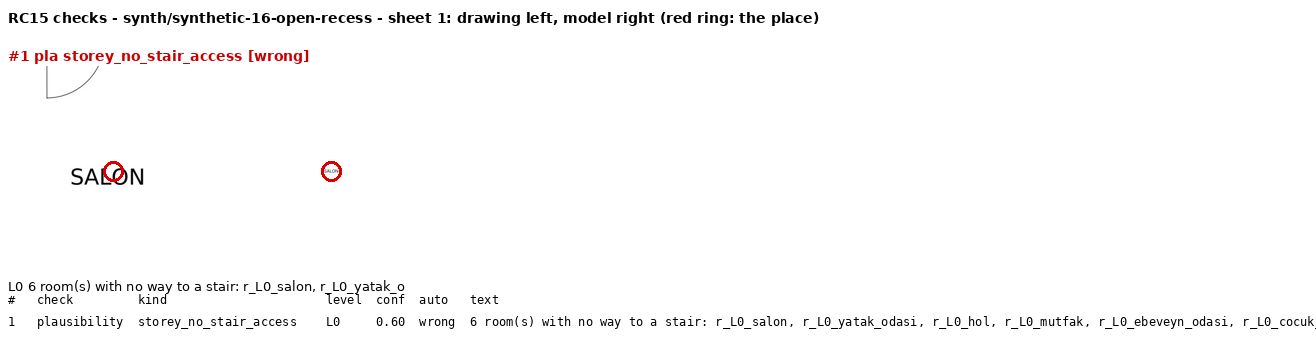 RC15 checks - synth/synthetic-16-open-recess - sheet 1: drawing left, model right (red ring: the place)
#1 pla storey_no_stair_access [wrong]
SALON SALON
L0 6 room(s) with no way to a stair: r_L0_salon, r_L0_yatak_o
# check kind level conf auto text
1 plausibility storey_no_stair_access L0 0.60 wrong 6 room(s) with no way to a stair: r_L0_salon, r_L0_yatak_odasi, r_L0_hol, r_L0_mutfak, r_L0_ebeveyn_odasi, r_L0_cocuk_